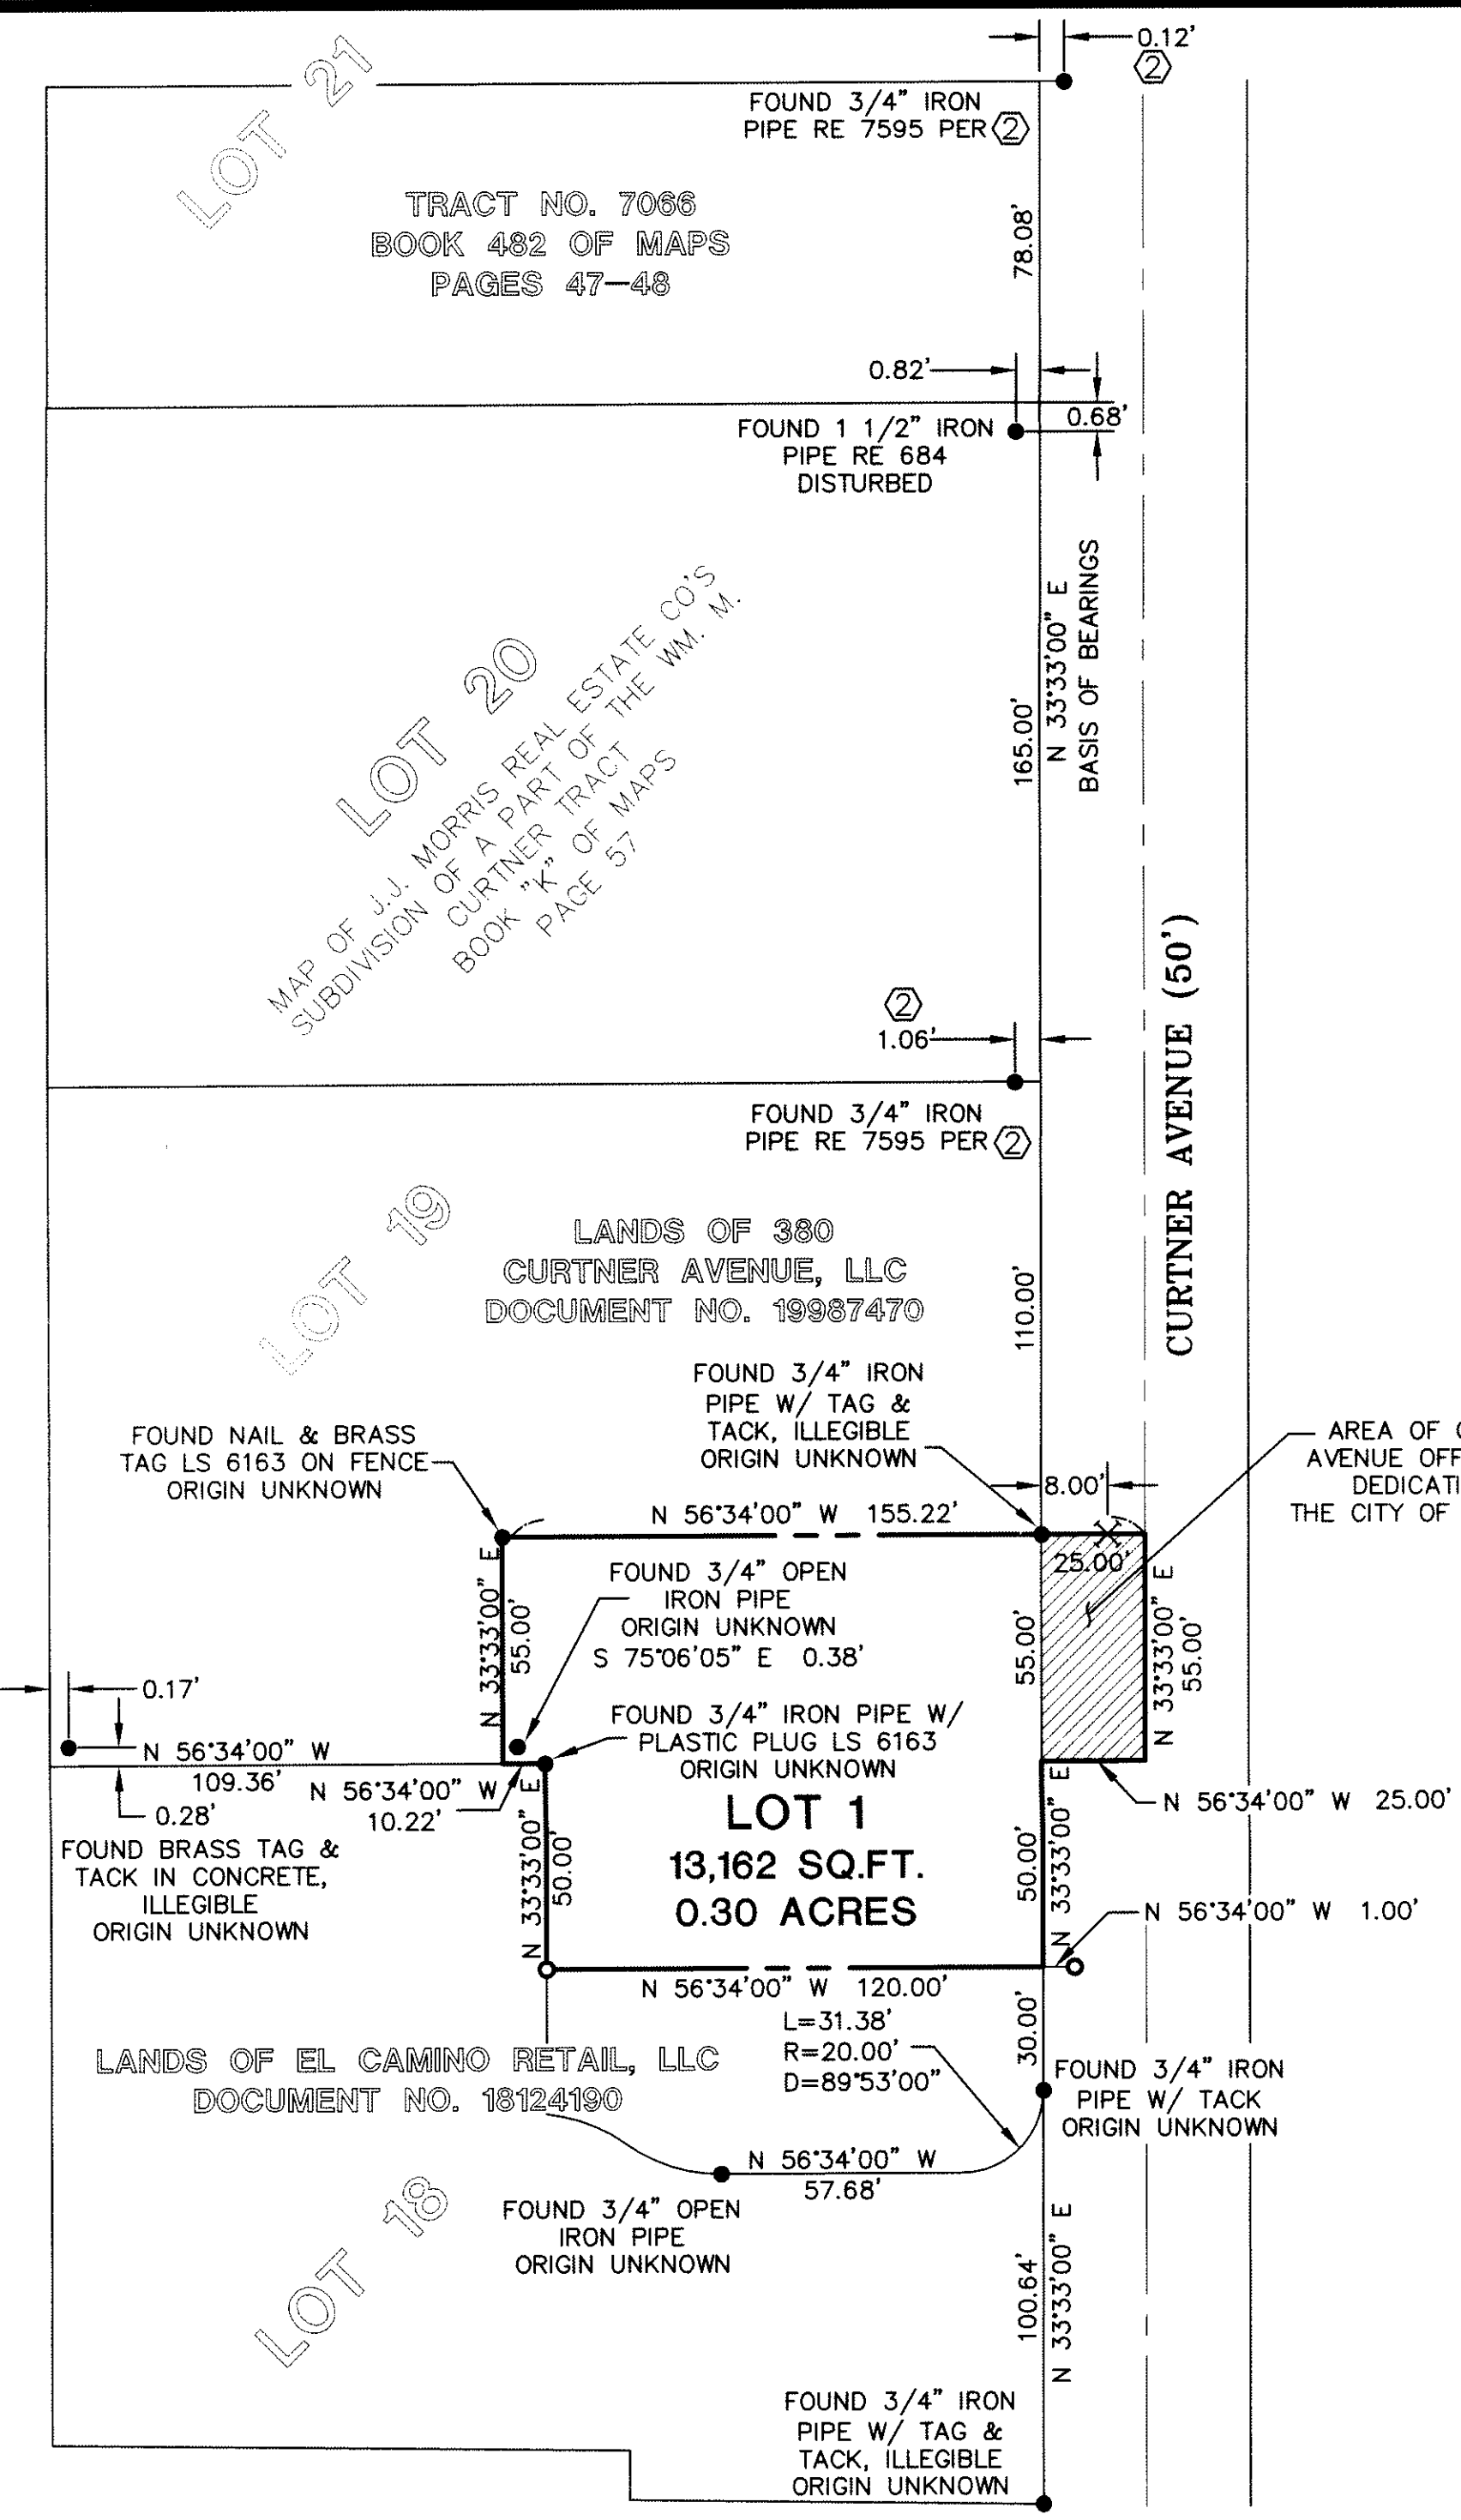 0.12'
2
LOT 21
FOUND 3/4" IRON
PIPE RE 7595 PER 2
TRACT NO. 7066
BOOK 482 OF MAPS
PAGES 47-48
78.08'
0.82'
0.68'
FOUND 1 1/2" IRON
PIPE RE 684
DISTURBED
165.00'
N 33°33'00" E
BASIS OF BEARINGS
LOT 20
MAP OF J.J. MORRIS REAL ESTATE CO'S
SUBDIVISION OF A PART OF THE WM. M.
CURTNER TRACT
BOOK "K" OF MAPS
PAGE 57
CURTNER AVENUE (50')
2
1.06'
FOUND 3/4" IRON
PIPE RE 7595 PER 2
LOT 19
LANDS OF 380
CURTNER AVENUE, LLC
DOCUMENT NO. 19987470
110.00'
FOUND 3/4" IRON
PIPE W/ TAG &
TACK, ILLEGIBLE
ORIGIN UNKNOWN
FOUND NAIL & BRASS
TAG LS 6163 ON FENCE
ORIGIN UNKNOWN
AREA OF
AVENUE OFF
DEDICATI
THE CITY OF
8.00'
N 56°34'00" W 155.22'
25.00'
N 33°33'00" E
55.00'
FOUND 3/4" OPEN
IRON PIPE
ORIGIN UNKNOWN
S 75°06'05" E 0.38'
55.00'
N 33°33'00" E
55.00'
0.17'
N 56°34'00" W
109.36'
0.28'
FOUND BRASS TAG &
TACK IN CONCRETE,
ILLEGIBLE
ORIGIN UNKNOWN
N 56°34'00" W
10.22'
FOUND 3/4" IRON PIPE W/
PLASTIC PLUG LS 6163
ORIGIN UNKNOWN
N 56°34'00" W 25.00'
LOT 1
13,162 SQ.FT.
0.30 ACRES
N 33°33'00" E
50.00'
50.00'
N 33°33'00" E
N 56°34'00" W 1.00'
N 56°34'00" W 120.00'
L=31.38'
R=20.00'
D=89°53'00"
30.00'
LANDS OF EL CAMINO RETAIL, LLC
DOCUMENT NO. 18124190
FOUND 3/4" IRON
PIPE W/ TACK
ORIGIN UNKNOWN
N 56°34'00" W
57.68'
LOT 18
FOUND 3/4" OPEN
IRON PIPE
ORIGIN UNKNOWN
100.64'
N 33°33'00" E
FOUND 3/4" IRON
PIPE W/ TAG &
TACK, ILLEGIBLE
ORIGIN UNKNOWN